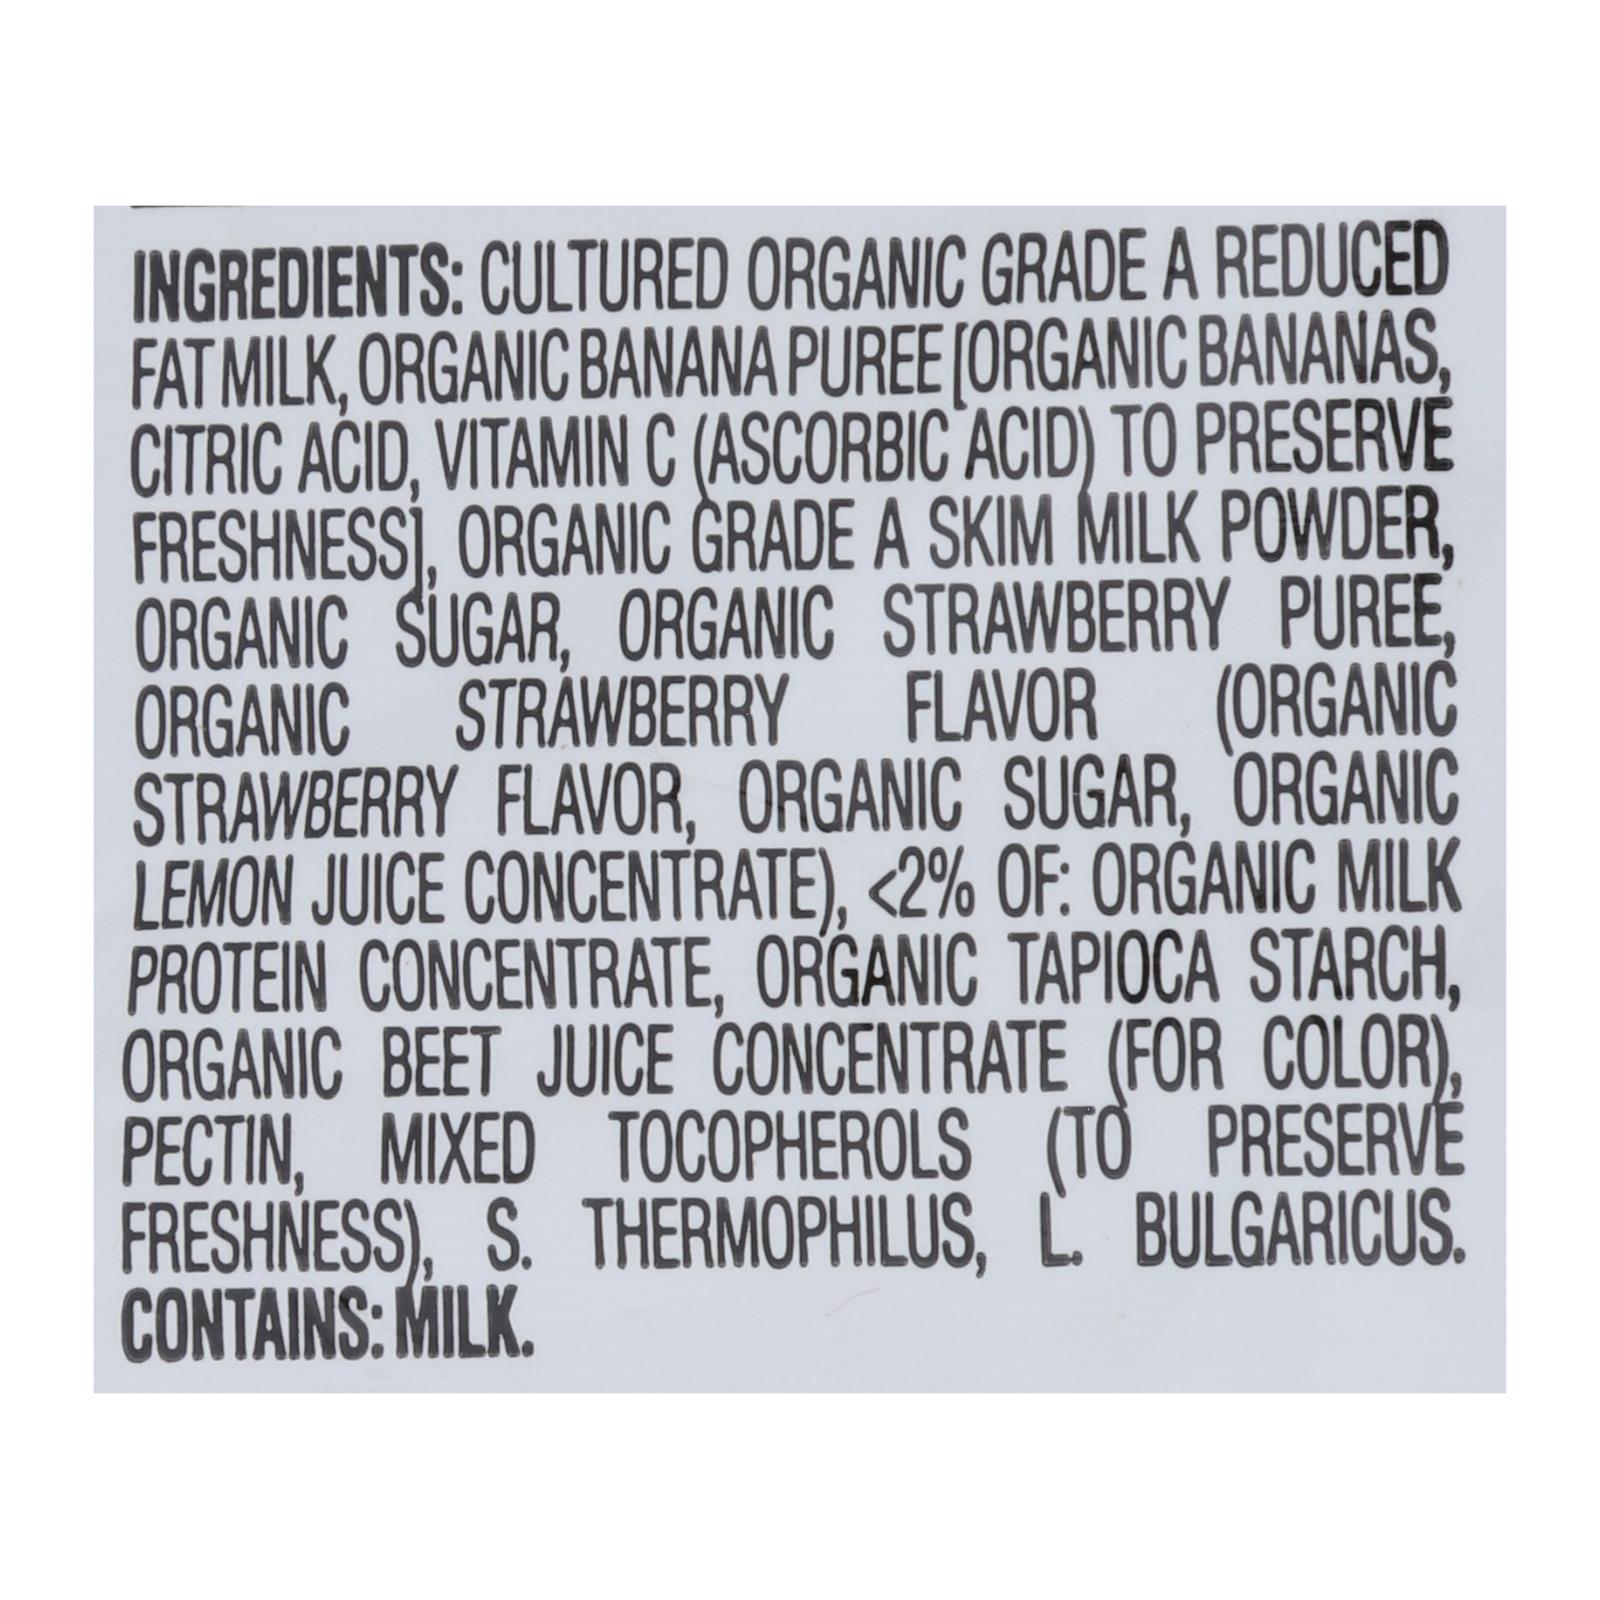 INGREDIENTS: CULTURED ORGANIC GRADE A REDUCED
FAT MILK, ORGANIC BANANA PUREE [ORGANIC BANANAS,
CITRIC ACID, VITAMIN C (ASCORBIC ACID) TO PRESERVE
FRESHNESS], ORGANIC GRADE A SKIM MILK POWDER,
ORGANIC SUGAR, ORGANIC STRAWBERRY PUREE,
ORGANIC STRAWBERRY FLAVOR (ORGANIC
STRAWBERRY FLAVOR, ORGANIC SUGAR, ORGANIC
LEMON JUICE CONCENTRATE), <2% OF: ORGANIC MILK
PROTEIN CONCENTRATE, ORGANIC TAPIOCA STARCH,
ORGANIC BEET JUICE CONCENTRATE (FOR COLOR),
PECTIN, MIXED TOCOPHEROLS (TO PRESERVE
FRESHNESS), S. THERMOPHILUS, L. BULGARICUS.
CONTAINS: MILK.